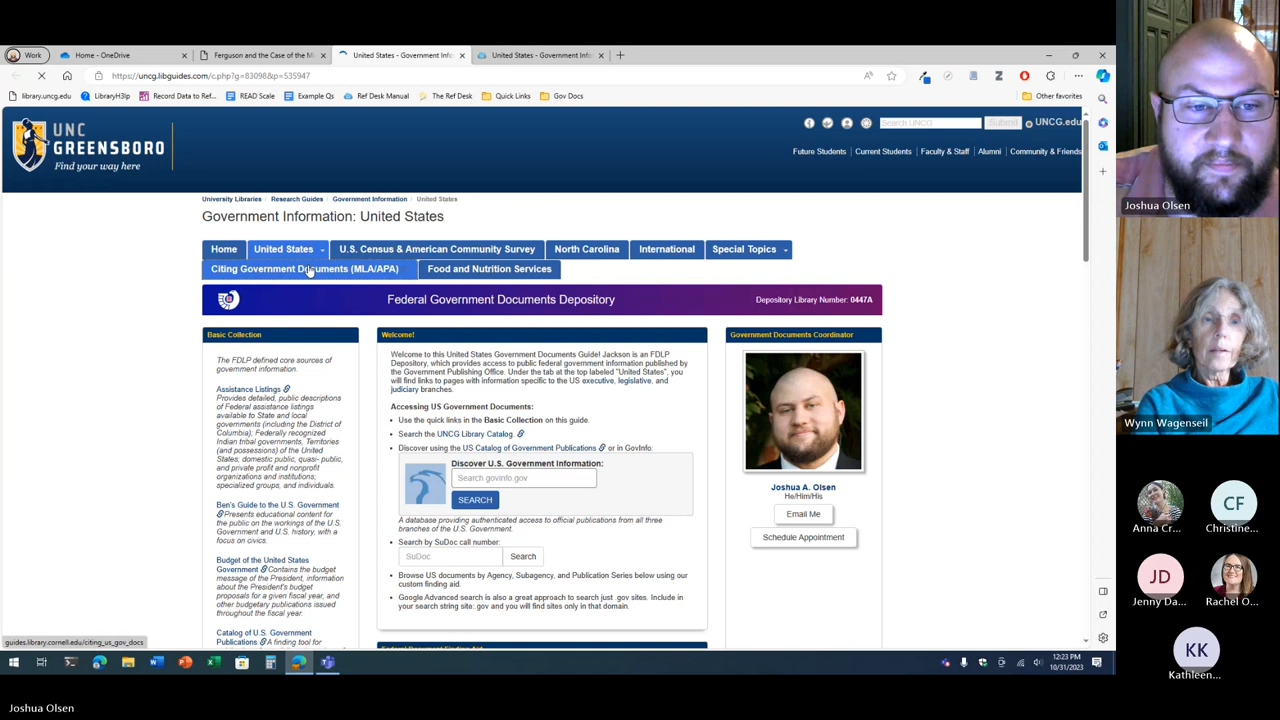 Work
Home - OneDrive
Ferguson and the Case of the M
United States - Government Info
United States - Government Info
https://uncg.libguides.com/c.php?g=83098&p=535947
library.uncg.edu
LibraryH3lp
Record Data to Ref...
READ Scale
Example Qs
Ref Desk Manual
The Ref Desk
Quick Links
Gov Docs
Other favorites
UNC
GREENSBORO
Find your way here
Search UNCG
Submit
UNCG.edu
Future Students
Current Students
Faculty & Staff
Alumni
Community & Friends
University Libraries / Research Guides / Government Information / United States
Government Information: United States
Home
United States
U.S. Census & American Community Survey
North Carolina
International
Special Topics
Citing Government Documents (MLA/APA)
Food and Nutrition Services
Federal Government Documents Depository
Depository Library Number: 0447A
Basic Collection
The FDLP defined core sources of
government information.
Assistance Listings
Provides detailed, public descriptions
of Federal assistance listings
available to State and local
governments (including the District of
Columbia); Federally recognized
Indian tribal governments, Territories
(and possessions) of the United
States; domestic public, quasi- public,
and private profit and nonprofit
organizations and institutions;
specialized groups, and individuals.
Ben's Guide to the U.S. Government
Presents educational content for
the public on the workings of the U.S.
Government and U.S. history, with a
focus on civics.
Budget of the United States
Government Contains the budget
message of the President, information
about the President's budget
proposals for a given fiscal year, and
other budgetary publications issued
throughout the fiscal year.
Catalog of U.S. Government
Publications A finding tool for
Welcome!
Welcome to this United States Government Documents Guide! Jackson is an FDLP
Depository, which provides access to public federal government information published by
the Government Publishing Office. Under the tab at the top labeled "United States", you
will find links to pages with information specific to the US executive, legislative, and
judiciary branches.
Accessing US Government Documents:
• Use the quick links in the Basic Collection on this guide.
• Search the UNCG Library Catalog.
• Discover using the US Catalog of Government Publications or in GovInfo:
Discover U.S. Government Information:
Search govinfo.gov
SEARCH
A database providing authenticated access to official publications from all three
branches of the U.S. Government.
• Search by SuDoc call number:
SuDoc
Search
• Browse US documents by Agency, Subagency, and Publication Series below using our
custom finding aid.
• Google Advanced search is also a great approach to search just .gov sites. Include in
your search string site:.gov and you will find sites only in that domain.
Government Documents Coordinator
Joshua A. Olsen
He/Him/His
Email Me
Schedule Appointment
guides.library.cornell.edu/citing_us_gov_docs
12:23 PM
10/31/2023
Joshua Olsen
Wynn Wagenseil
Anna Cr...
CF
Christine...
JD
Jenny Da...
Rachel O...
KK
Kathleen...
Joshua Olsen